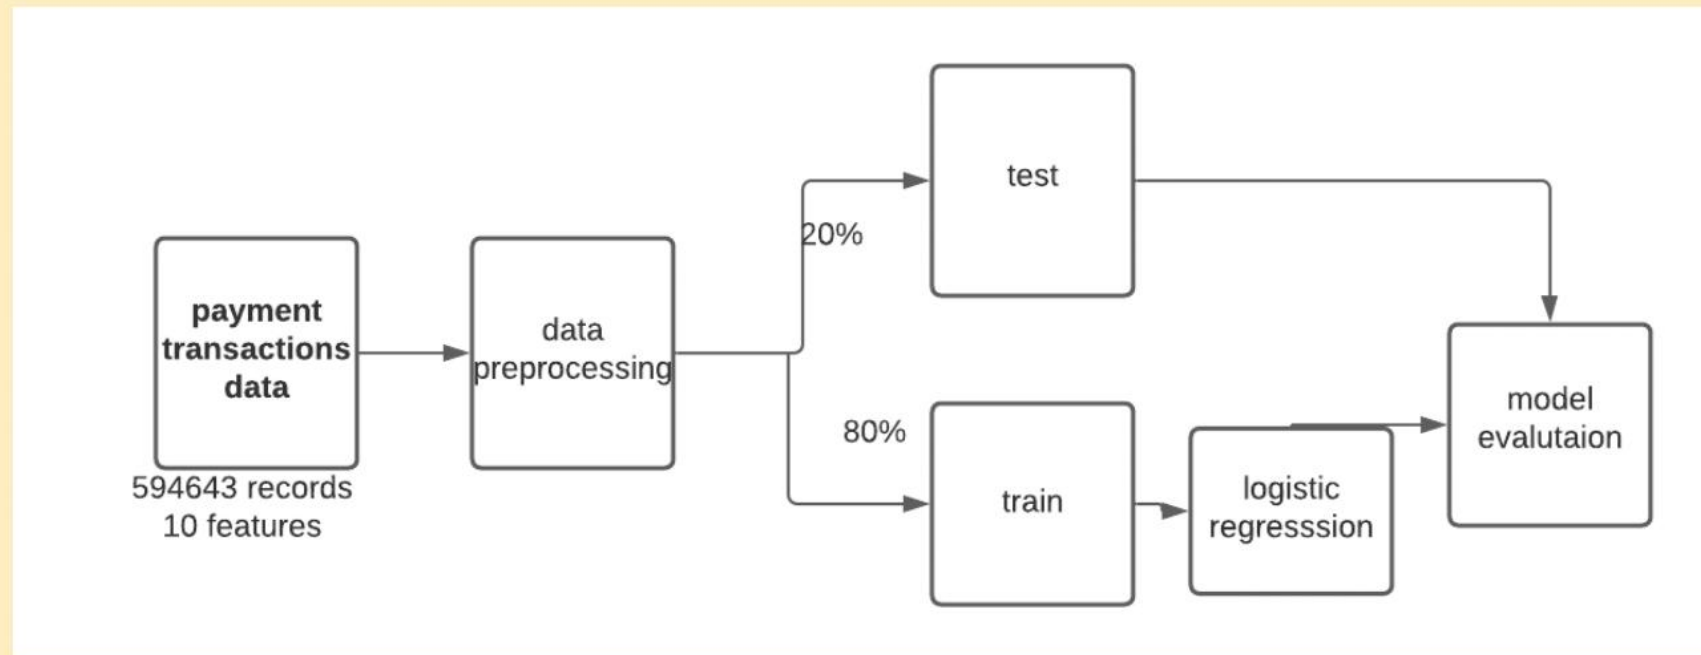 payment
transactions
data
594643 records
10 features
data
preprocessing
20%
80%
test
train
logistic
regresssion
model
evalutaion